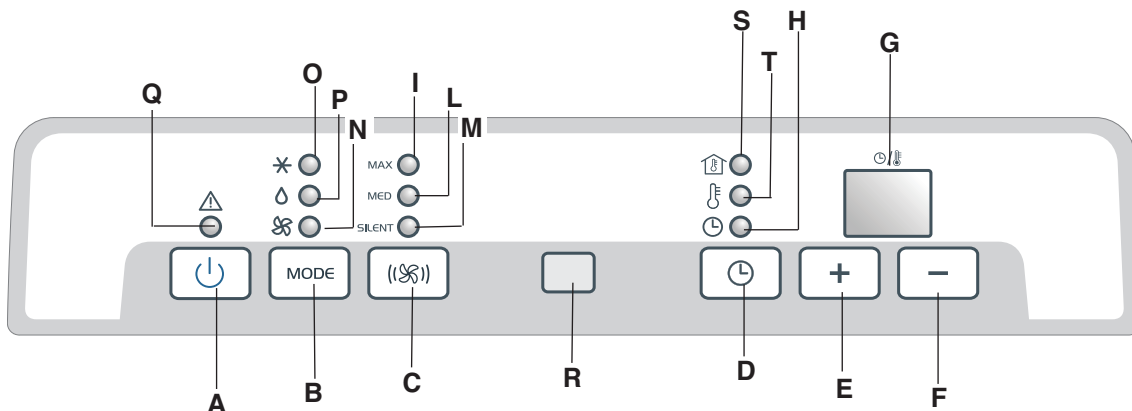 S H
T G
O I
Q P L
N M
MAX
MED
SILENT
MODE
A B C R D E F